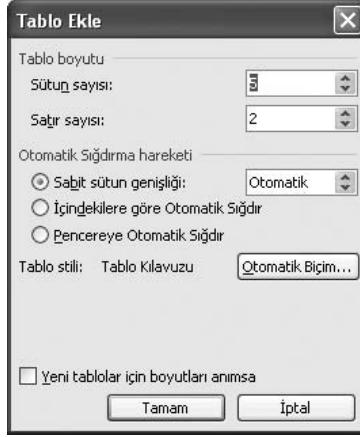 Tablo Ekle
Tablo boyutu
Sütun sayısı: 5
Satır sayısı: 2
Otomatik Sığdırma hareketi
Sabit sütun genişliği: Otomatik
İçindekilere göre Otomatik Sığdır
Pencereye Otomatik Sığdır
Tablo stili: Tablo Kılavuzu Otomatik Biçim...
Yeni tablolar için boyutları anımsa
Tamam İptal